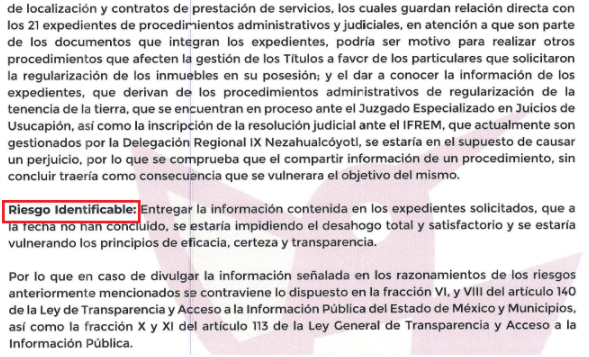 de localización y contratos de prestación de servicios, los cuales guardan relación directa con
los 21 expedientes de procedimientos administrativos y judiciales, en atención a que son parte
de los documentos que integran los expedientes, podría ser motivo para realizar otros
procedimientos que afecten la gestión de los Títulos a favor de los particulares que solicitaron
la regularización de los inmuebles en su posesión; y el dar a conocer la información de los
expedientes, que derivan de los procedimientos administrativos de regularización de la
tenencia de la tierra, que se encuentran en proceso ante el Juzgado Especializado en Juicios de
Usucapión, así como la inscripción de la resolución judicial ante el IFREM, que actualmente son
gestionados por la Delegación Regional IX Nezahualcóyotl, se estaría en el supuesto de causar
un perjuicio, por lo que se comprueba que el compartir información de un procedimiento, sin
concluir traería como consecuencia que se vulnerara el objetivo del mismo.
Riesgo Identificable: Entregar la información contenida en los expedientes solicitados, que a
la fecha no han concluido, se estaría impidiendo el desahogo total y satisfactorio y se estaría
vulnerando los principios de eficacia, certeza y transparencia.
Por lo que en caso de divulgar la información señalada en los razonamientos de los riesgos
anteriormente mencionados se contraviene lo dispuesto en la fracción VI, y VIII del artículo 140
de la Ley de Transparencia y Acceso a la Información Pública del Estado de México y Municipios,
así como la fracción X y XI del artículo 113 de la Ley General de Transparencia y Acceso a la
Información Pública.